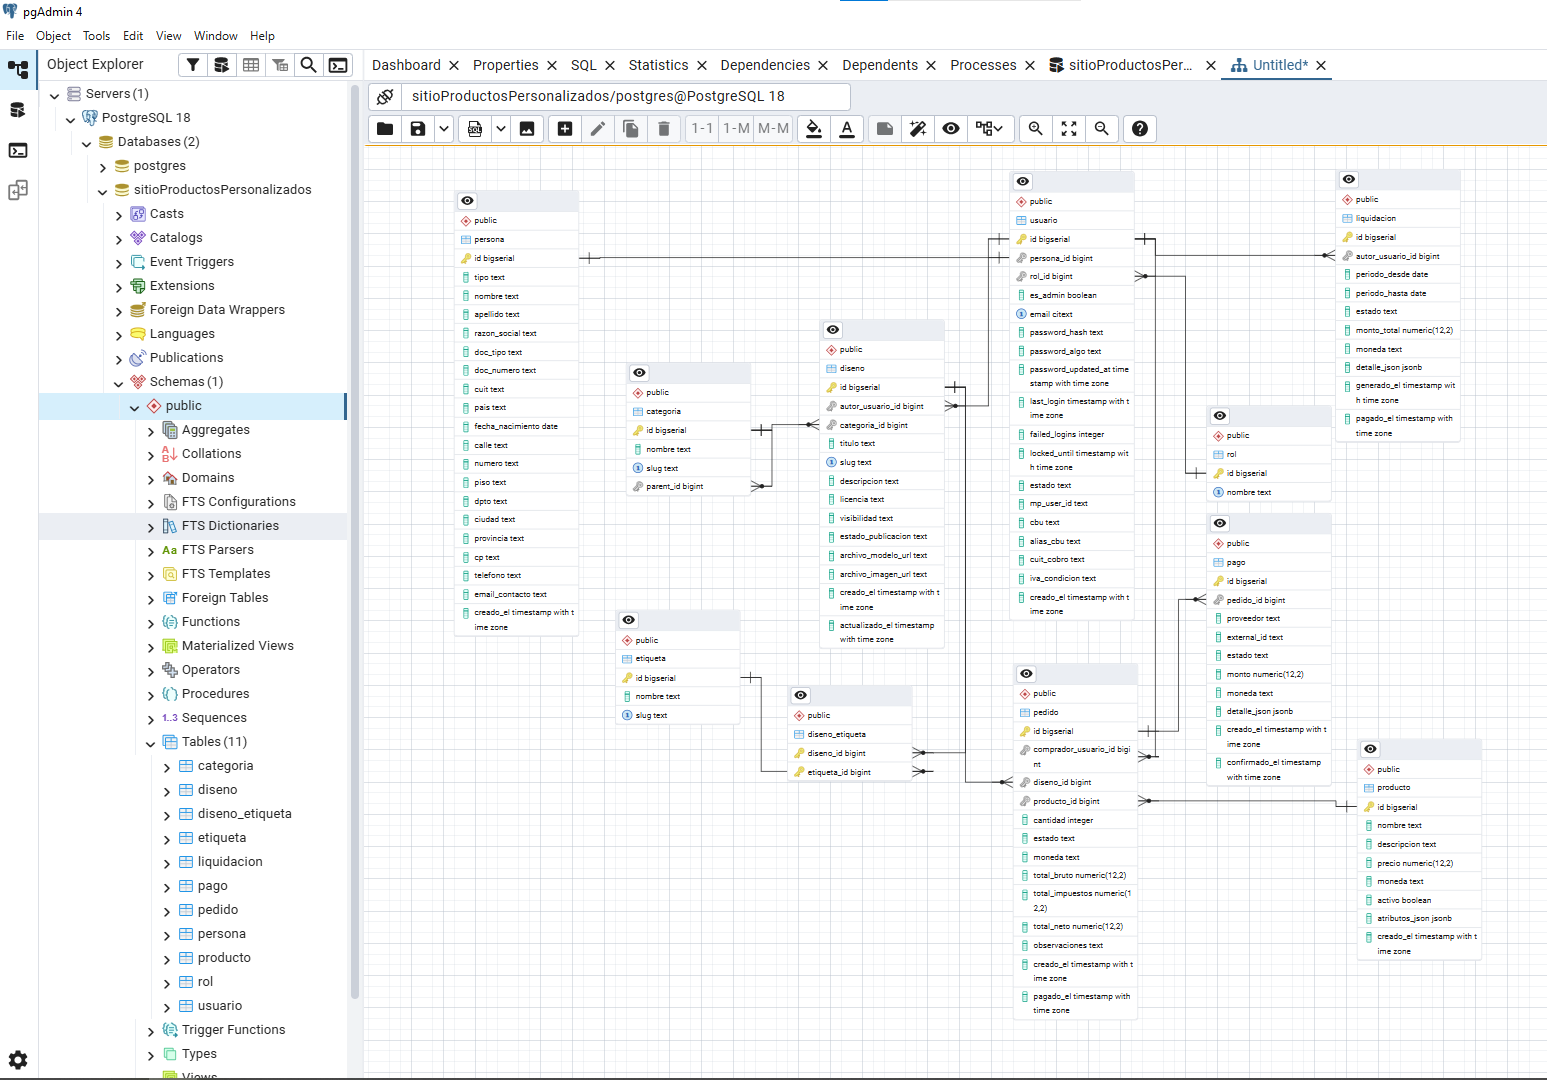 pgAdmin 4
File Object Tools Edit View Window Help
Object Explorer
Servers (1)
PostgreSQL 18
Databases (2)
postgres
sitioProductosPersonalizados
Casts
Catalogs
Event Triggers
Extensions
Foreign Data Wrappers
Languages
Publications
Schemas (1)
public
Aggregates
Collations
Domains
FTS Configurations
FTS Dictionaries
FTS Parsers
FTS Templates
Foreign Tables
Functions
Materialized Views
Operators
Procedures
Sequences
Tables (11)
categoria
diseno
diseno_etiqueta
etiqueta
liquidacion
pago
pedido
persona
producto
rol
usuario
Trigger Functions
Types
Views
Dashboard Properties SQL Statistics Dependencies Dependents Processes sitioProductosPer... Untitled*
sitioProductosPersonalizados/postgres@PostgreSQL 18
SQL 1-1 1-M M-M A
public
persona
id bigserial
tipo text
nombre text
apellido text
razon_social text
doc_tipo text
doc_numero text
cuit text
pais text
fecha_nacimiento date
calle text
numero text
piso text
dpto text
ciudad text
provincia text
cp text
telefono text
email_contacto text
creado_el timestamp with t
ime zone
public
categoria
id bigserial
nombre text
slug text
parent_id bigint
public
etiqueta
id bigserial
nombre text
slug text
public
diseno
id bigserial
autor_usuario_id bigint
categoria_id bigint
titulo text
slug text
descripcion text
licencia text
visibilidad text
estado_publicacion text
archivo_modelo_url text
archivo_imagen_url text
creado_el timestamp with t
ime zone
actualizado_el timestamp
with time zone
public
diseno_etiqueta
diseno_id bigint
etiqueta_id bigint
public
usuario
id bigserial
persona_id bigint
rol_id bigint
es_admin boolean
email citext
password_hash text
password_algo text
password_updated_at time
stamp with time zone
last_login timestamp with t
ime zone
failed_logins integer
locked_until timestamp wit
h time zone
estado text
mp_user_id text
cbu text
alias_cbu text
cuit_cobro text
iva_condicion text
creado_el timestamp with t
ime zone
public
pedido
id bigserial
comprador_usuario_id bigi
nt
diseno_id bigint
producto_id bigint
cantidad integer
estado text
moneda text
total_bruto numeric(12,2)
total_impuestos numeric(1
2,2)
total_neto numeric(12,2)
observaciones text
creado_el timestamp with t
ime zone
pagado_el timestamp with
time zone
public
liquidacion
id bigserial
autor_usuario_id bigint
periodo_desde date
periodo_hasta date
estado text
monto_total numeric(12,2)
moneda text
detalle_json jsonb
generado_el timestamp wit
h time zone
pagado_el timestamp with
time zone
public
rol
id bigserial
nombre text
public
pago
id bigserial
pedido_id bigint
proveedor text
external_id text
estado text
monto numeric(12,2)
moneda text
detalle_json jsonb
creado_el timestamp with t
ime zone
confirmado_el timestamp
with time zone
public
producto
id bigserial
nombre text
descripcion text
precio numeric(12,2)
moneda text
activo boolean
atributos_json jsonb
creado_el timestamp with t
ime zone